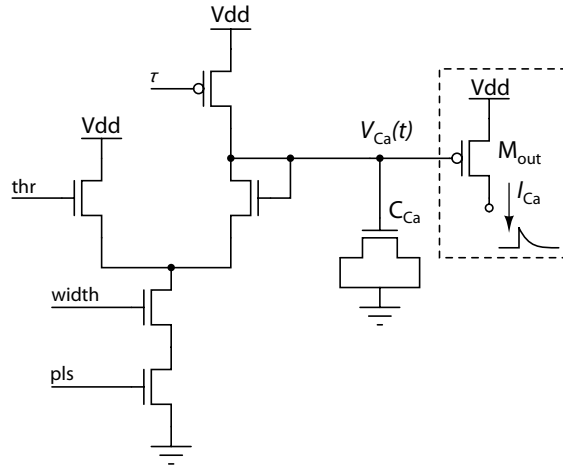 Vdd
τ
Vdd
thr
V_Ca(t)
Vdd
M_out
I_Ca
C_Ca
width
pls